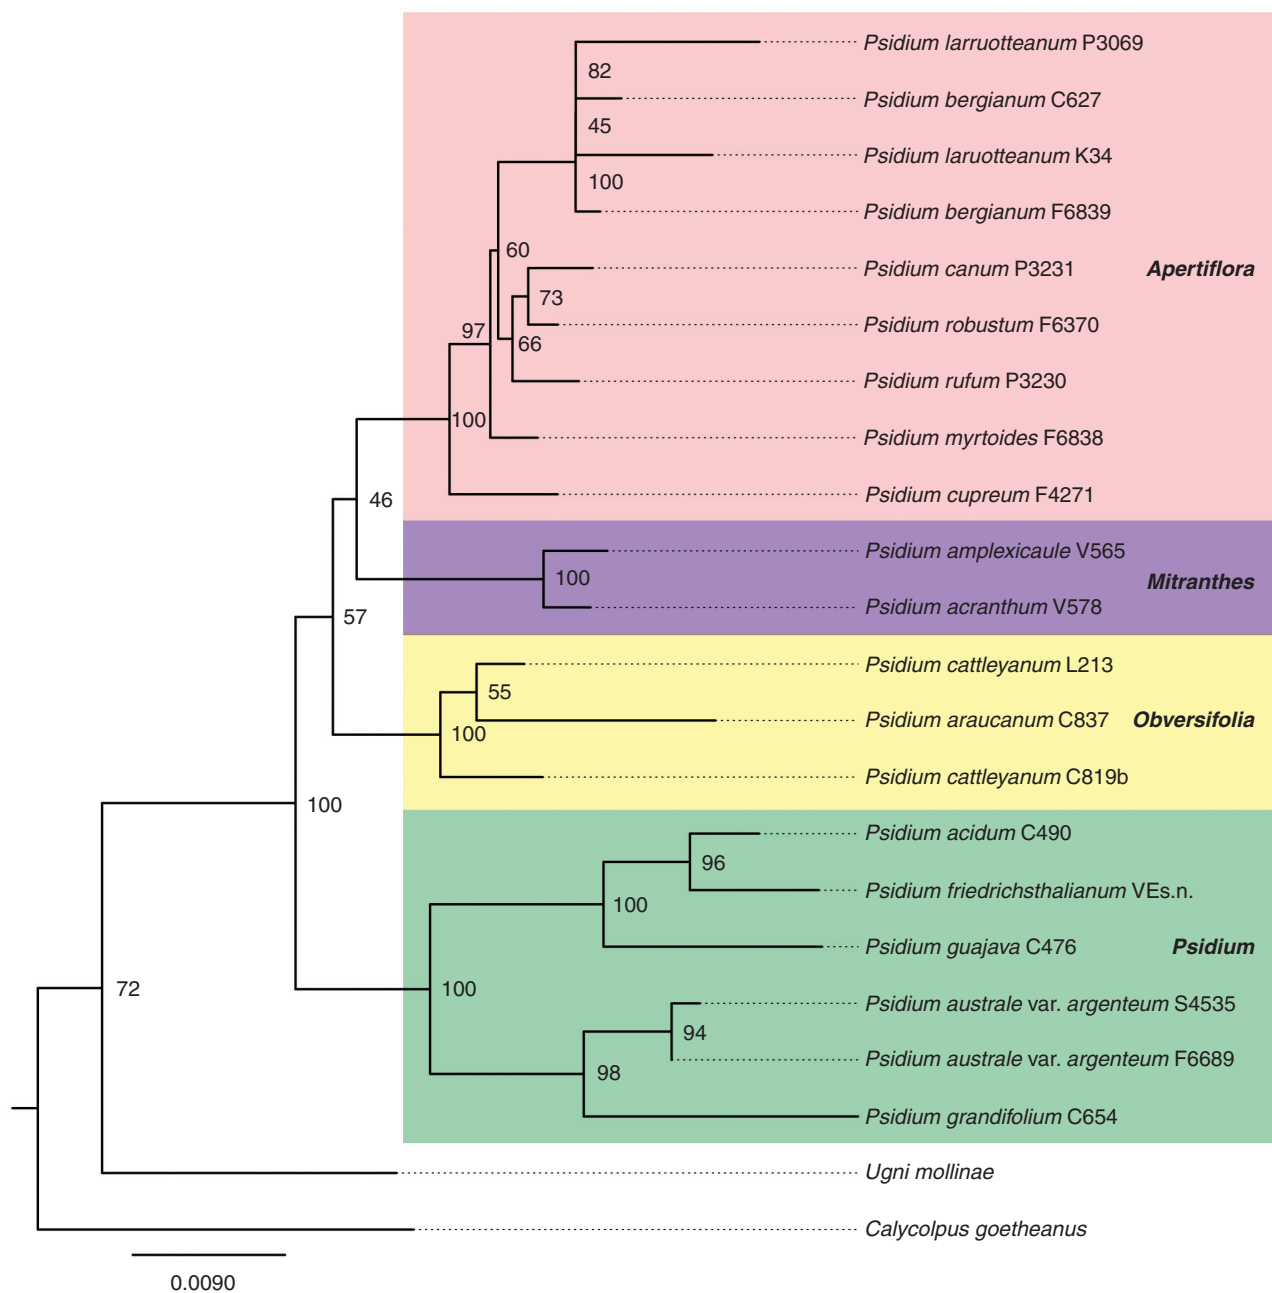 Psidium larruotteanum P3069
82
Psidium bergianum C627
45
Psidium laruotteanum K34
100
Psidium bergianum F6839
60
Psidium canum P3231 Apertiflora
73
Psidium robustum F6370
97
66
Psidium rufum P3230
100
Psidium myrtoides F6838
46
Psidium cupreum F4271
Psidium amplexicaule V565
100
Mitranthes
Psidium acranthum V578
57
Psidium cattleyanum L213
55
Psidium araucanum C837 Obversifolia
100
Psidium cattleyanum C819b
100
Psidium acidum C490
96
Psidium friedrichsthalianum VEs.n.
100
Psidium guajava C476 Psidium
72
100
Psidium australe var. argenteum S4535
94
Psidium australe var. argenteum F6689
98
Psidium grandifolium C654
Ugni mollinae
Calycolpus goetheanus
0.0090